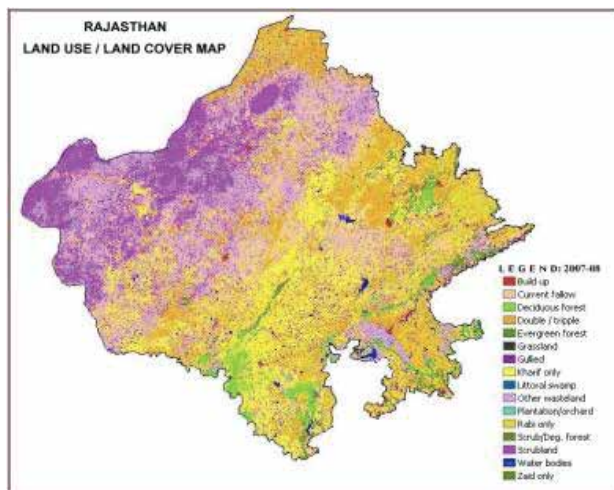 RAJASTHAN
LAND USE / LAND COVER MAP
L E G E N D: 2007-08
Build-up
Current fallow
Deciduous forest
Double / tripple
Evergreen forest
Grassland
Gullied
Kharif only
Littoral swamp
Other wasteland
Plantation/orchard
Rabi only
Scrub/Deg. forest
Scrubland
Water bodies
Zaid only